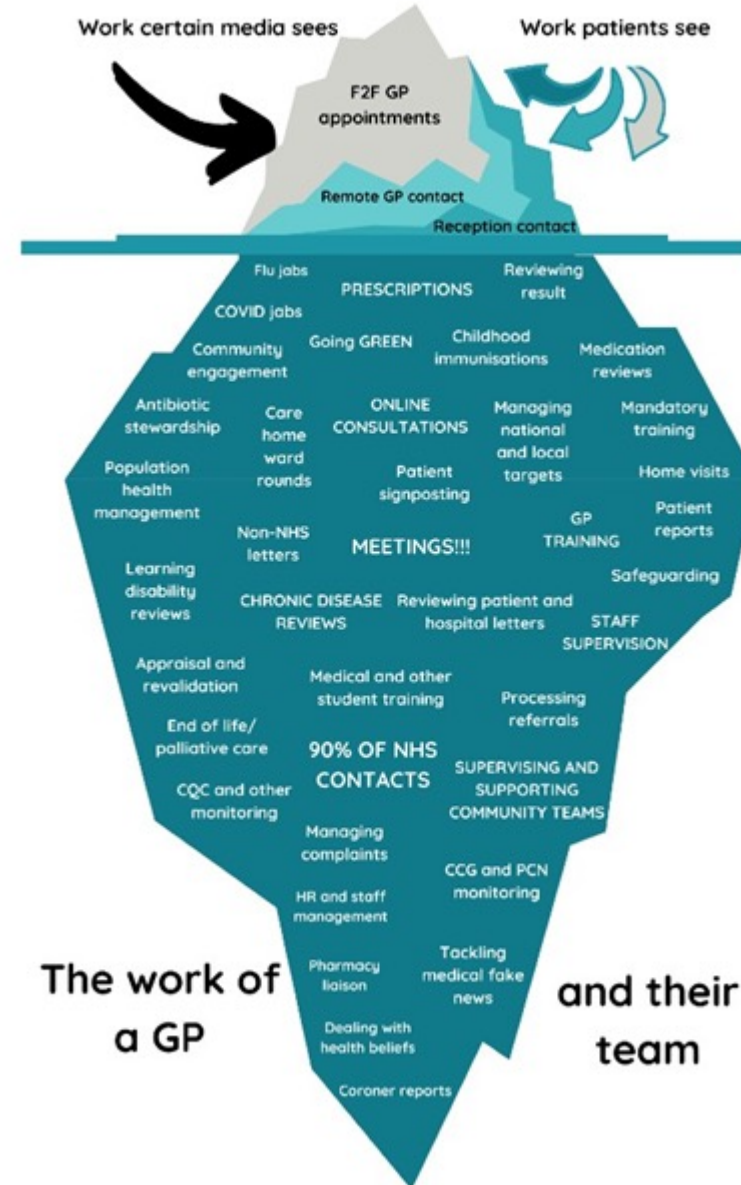 Work certain media sees
Work patients see
F2F GP
appointments
Remote GP contact
Reception contact
Flu jabs
PRESCRIPTIONS
Reviewing
result
COVID jabs
Going GREEN
Childhood
immunisations
Community
engagement
Medication
reviews
Antibiotic
stewardship
Care
home
ward
rounds
ONLINE
CONSULTATIONS
Managing
national
and local
targets
Mandatory
training
Population
health
management
Patient
signposting
Home visits
Non-NHS
letters
MEETINGS!!!
GP
TRAINING
Patient
reports
Learning
disability
reviews
CHRONIC DISEASE
REVIEWS
Reviewing patient and
hospital letters
Safeguarding
STAFF
SUPERVISION
Appraisal and
revalidation
Medical and other
student training
Processing
referrals
End of life/
palliative care
90% OF NHS
CONTACTS
SUPERVISING AND
SUPPORTING
COMMUNITY TEAMS
CQC and other
monitoring
Managing
complaints
CCG and PCN
monitoring
HR and staff
management
Pharmacy
liaison
Tackling
medical fake
news
Dealing with
health beliefs
Coroner reports
The work of
a GP
and their
team